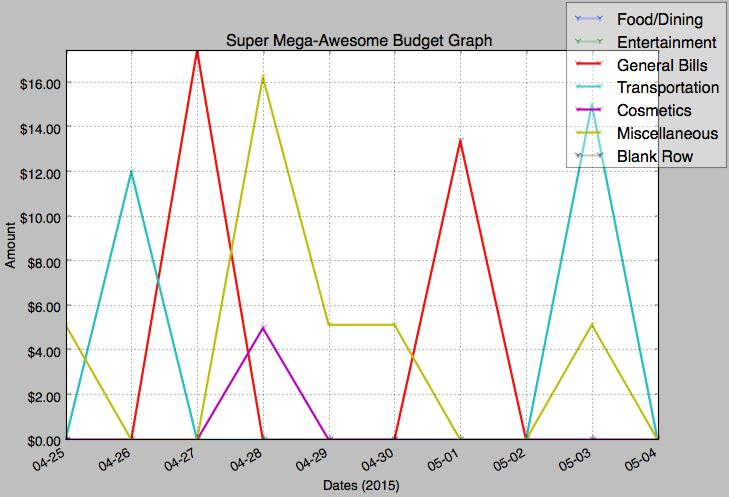 Super Mega-Awesome Budget Graph
Food/Dining
Entertainment
General Bills
Transportation
Cosmetics
Miscellaneous
Blank Row
Amount
$16.00
$14.00
$12.00
$10.00
$8.00
$6.00
$4.00
$2.00
$0.00
04-25
04-26
04-27
04-28
04-29
04-30
05-01
05-02
05-03
05-04
Dates (2015)